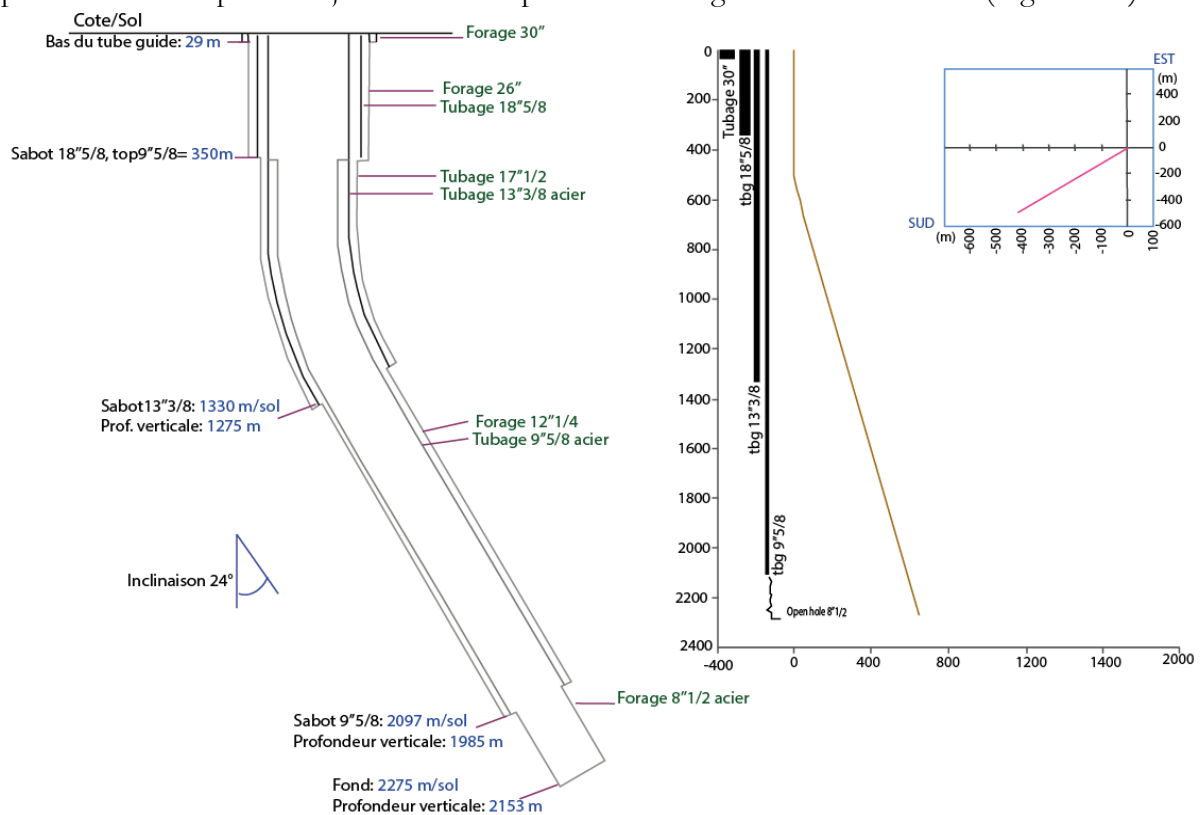 Cote/Sol
Bas du tube guide: 29 m
Forage 30"
Forage 26"
Tubage 18"5/8
Sabot 18"5/8, top9"5/8= 350m
Tubage 17"1/2
Tubage 13"3/8 acier
Sabot13"3/8: 1330 m/sol
Prof. verticale: 1275 m
Forage 12"1/4
Tubage 9"5/8 acier
Inclinaison 24°
Forage 8"1/2 acier
Sabot 9"5/8: 2097 m/sol
Profondeur verticale: 1985 m
Fond: 2275 m/sol
Profondeur verticale: 2153 m
0
200
400
600
800
1000
1200
1400
1600
1800
2000
2200
2400
-400
0
400
800
1200
1400
2000
Tubage 30"
tbg 18"5/8
tbg 13"3/8
tbg 9"5/8
Open hole 8"1/2
EST
(m)
400
200
0
-200
-400
-600
SUD
(m)
-600
-500
-400
-300
-200
-100
0
100